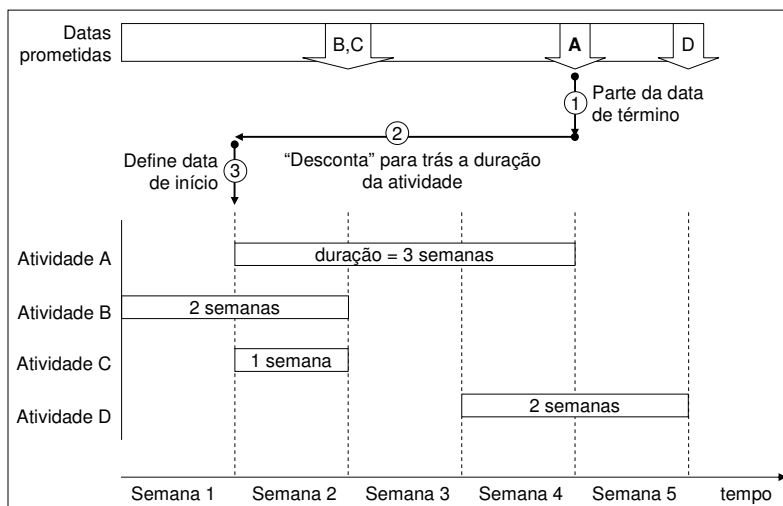 Datas
prometidas
B,C
A
D
1
Parte da data
de término
2
Define data
de início
3
“Desconta” para trás a duração
da atividade
Atividade A
duração = 3 semanas
Atividade B
2 semanas
Atividade C
1 semana
Atividade D
2 semanas
Semana 1 Semana 2 Semana 3 Semana 4 Semana 5 tempo